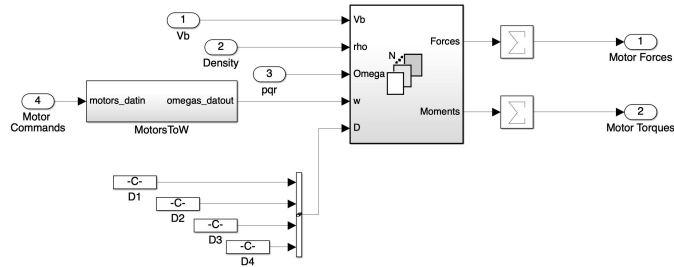 1
Vb
2
Density
3
pqr
4
Motor
Commands
motors_datin
omegas_datout
MotorsToW
Vb
rho
Omega
w
D
N
Forces
Moments
Σ
Σ
1
Motor Forces
2
Motor Torques
-C-
D1
-C-
D2
-C-
D3
-C-
D4